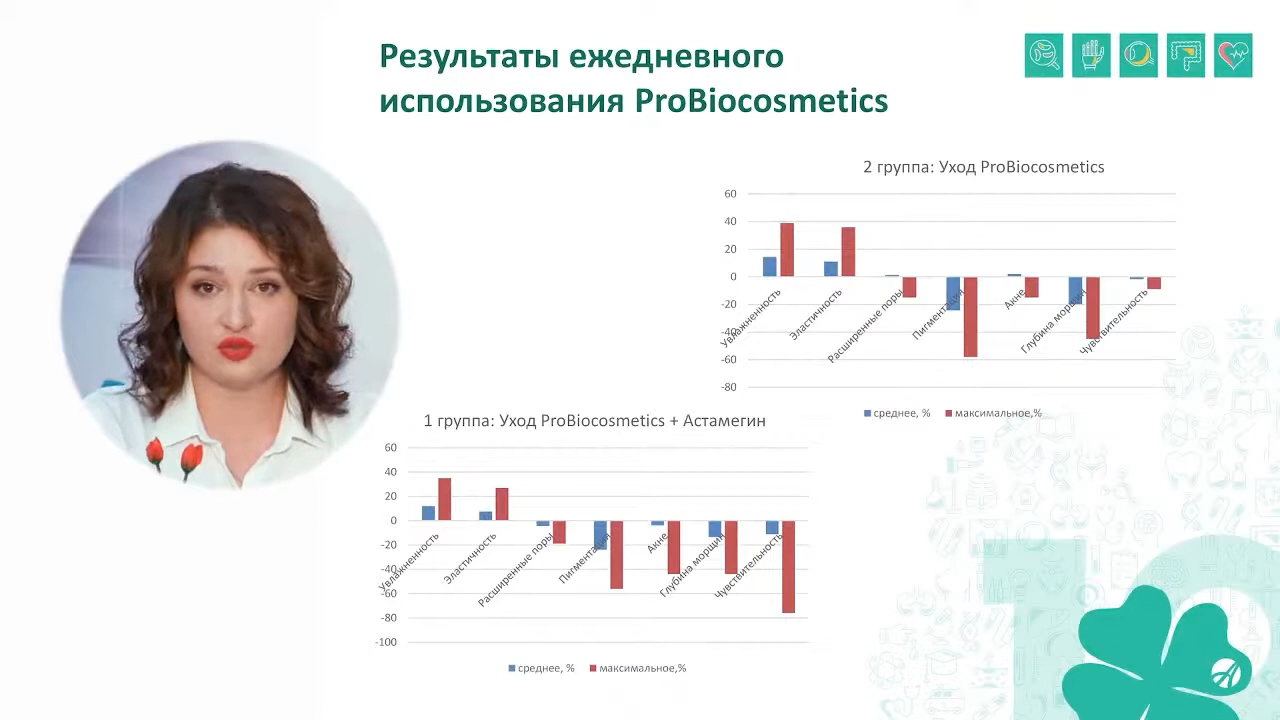 Результаты ежедневного
использования ProBiocosmetics
2 группа: Уход ProBiocosmetics
60
40
20
0
-20
-40
-60
-80
Увлажненность
Эластичность
Расширенные поры
Пигментация
Акне
Глубина морщин
Чувствительность
среднее, %
максимальное,%
1 группа: Уход ProBiocosmetics + Астамегин
60
40
20
0
-20
-40
-60
-80
-100
Увлажненность
Эластичность
Расширенные поры
Пигментация
Акне
Глубина морщин
Чувствительность
среднее, %
максимальное,%
10